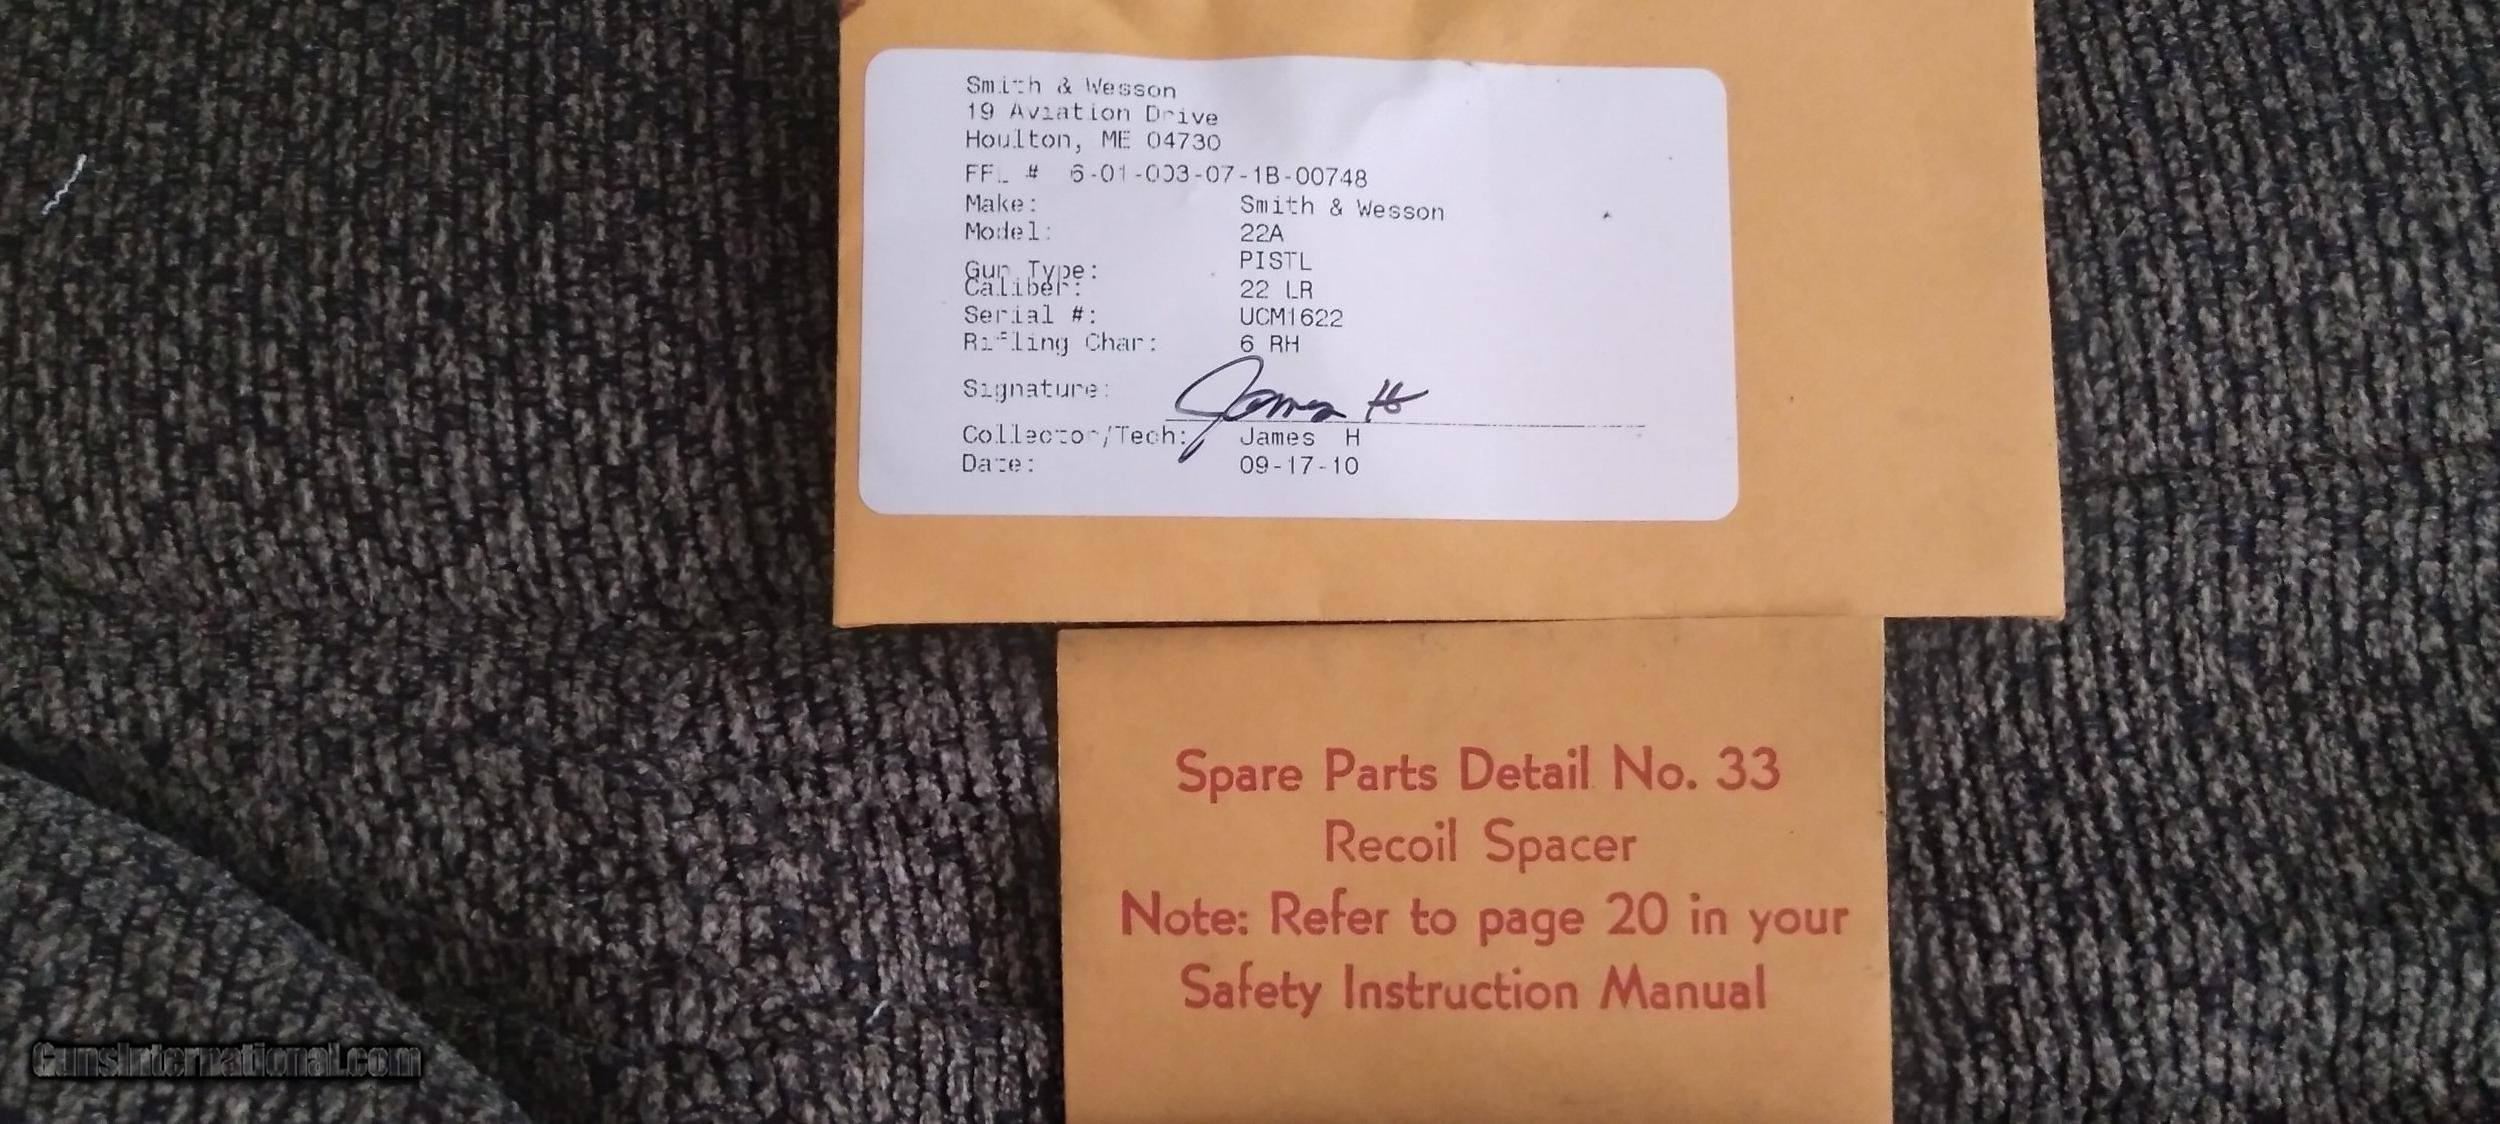 Smith & Wesson
19 Aviation Drive
Houlton, ME 04730
FFL # 6-01-003-07-1B-00748
Make: Smith & Wesson
Model: 22A
Gun Type: PISTL
Caliber: 22 LR
Serial #: UCM1622
Rifling Char: 6 RH
Signature: James H
Collector/Tech: James H
Date: 09-17-10
Spare Parts Detail No. 33
Recoil Spacer
Note: Refer to page 20 in your
Safety Instruction Manual
GunsInternational.com